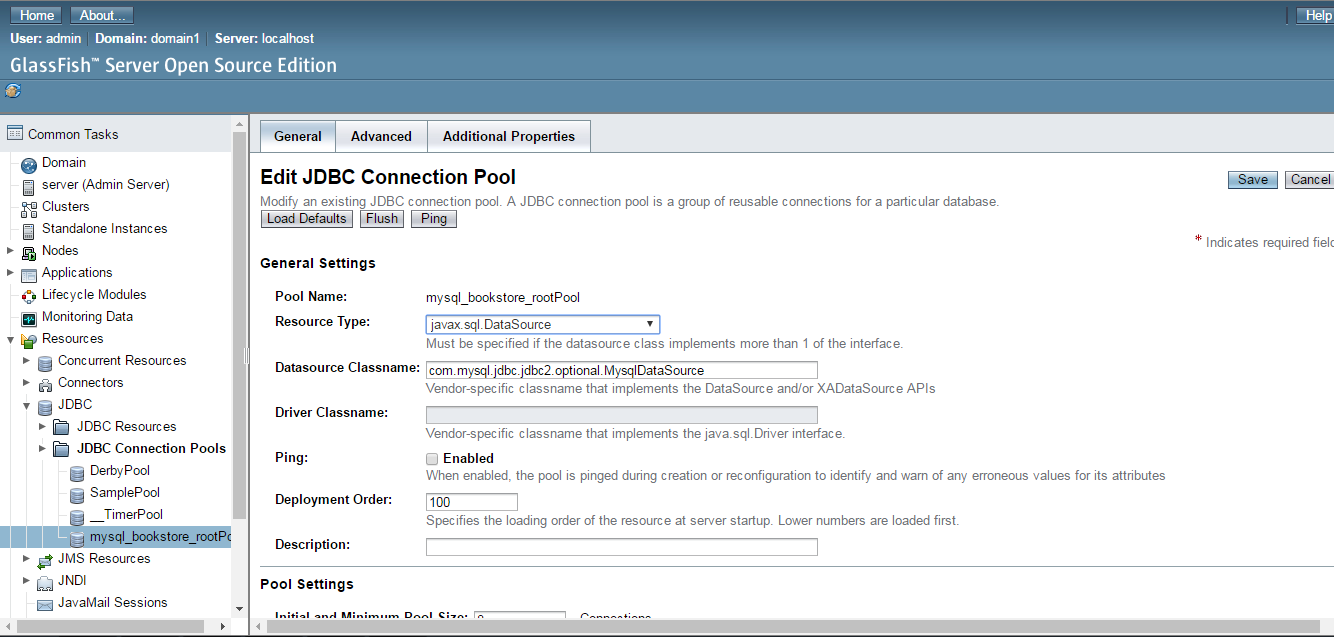 Home About... Help
User: admin Domain: domain1 Server: localhost
GlassFish™ Server Open Source Edition
Common Tasks
Domain
server (Admin Server)
Clusters
Standalone Instances
Nodes
Applications
Lifecycle Modules
Monitoring Data
Resources
Concurrent Resources
Connectors
JDBC
JDBC Resources
JDBC Connection Pools
DerbyPool
SamplePool
__TimerPool
mysql_bookstore_rootPo
JMS Resources
JNDI
JavaMail Sessions
General Advanced Additional Properties
Edit JDBC Connection Pool
Save Cancel
Modify an existing JDBC connection pool. A JDBC connection pool is a group of reusable connections for a particular database.
Load Defaults Flush Ping
* Indicates required field
General Settings
Pool Name: mysql_bookstore_rootPool
Resource Type: javax.sql.DataSource
Must be specified if the datasource class implements more than 1 of the interface.
Datasource Classname: com.mysql.jdbc.jdbc2.optional.MysqlDataSource
Vendor-specific classname that implements the DataSource and/or XADataSource APIs
Driver Classname:
Vendor-specific classname that implements the java.sql.Driver interface.
Ping: Enabled
When enabled, the pool is pinged during creation or reconfiguration to identify and warn of any erroneous values for its attributes
Deployment Order: 100
Specifies the loading order of the resource at server startup. Lower numbers are loaded first.
Description:
Pool Settings
Initial and Minimum Pool Size: Connections